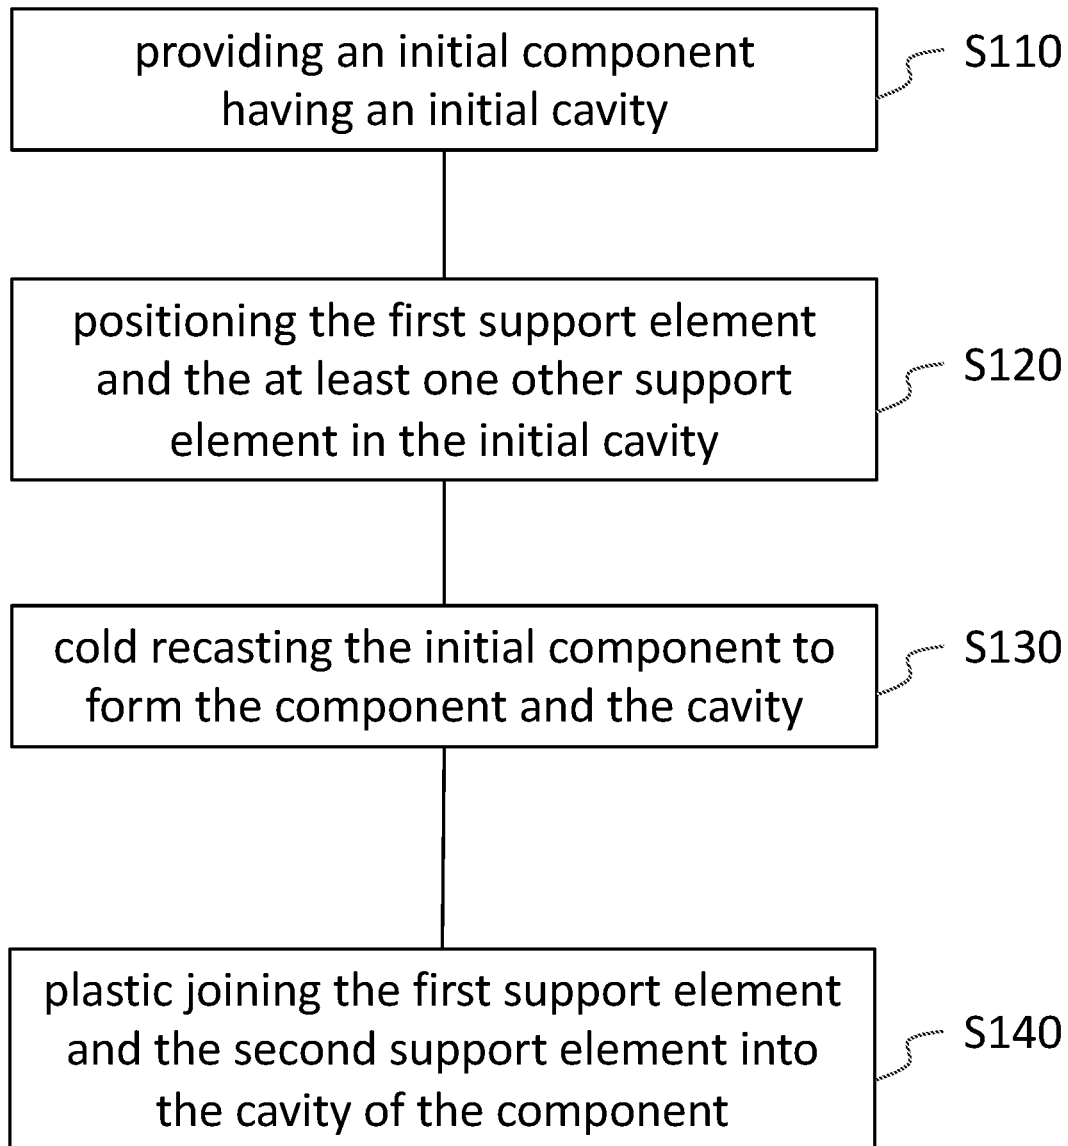 providing an initial component
having an initial cavity
S110
positioning the first support element
and the at least one other support
element in the initial cavity
S120
cold recasting the initial component to
form the component and the cavity
S130
plastic joining the first support element
and the second support element into
the cavity of the component
S140